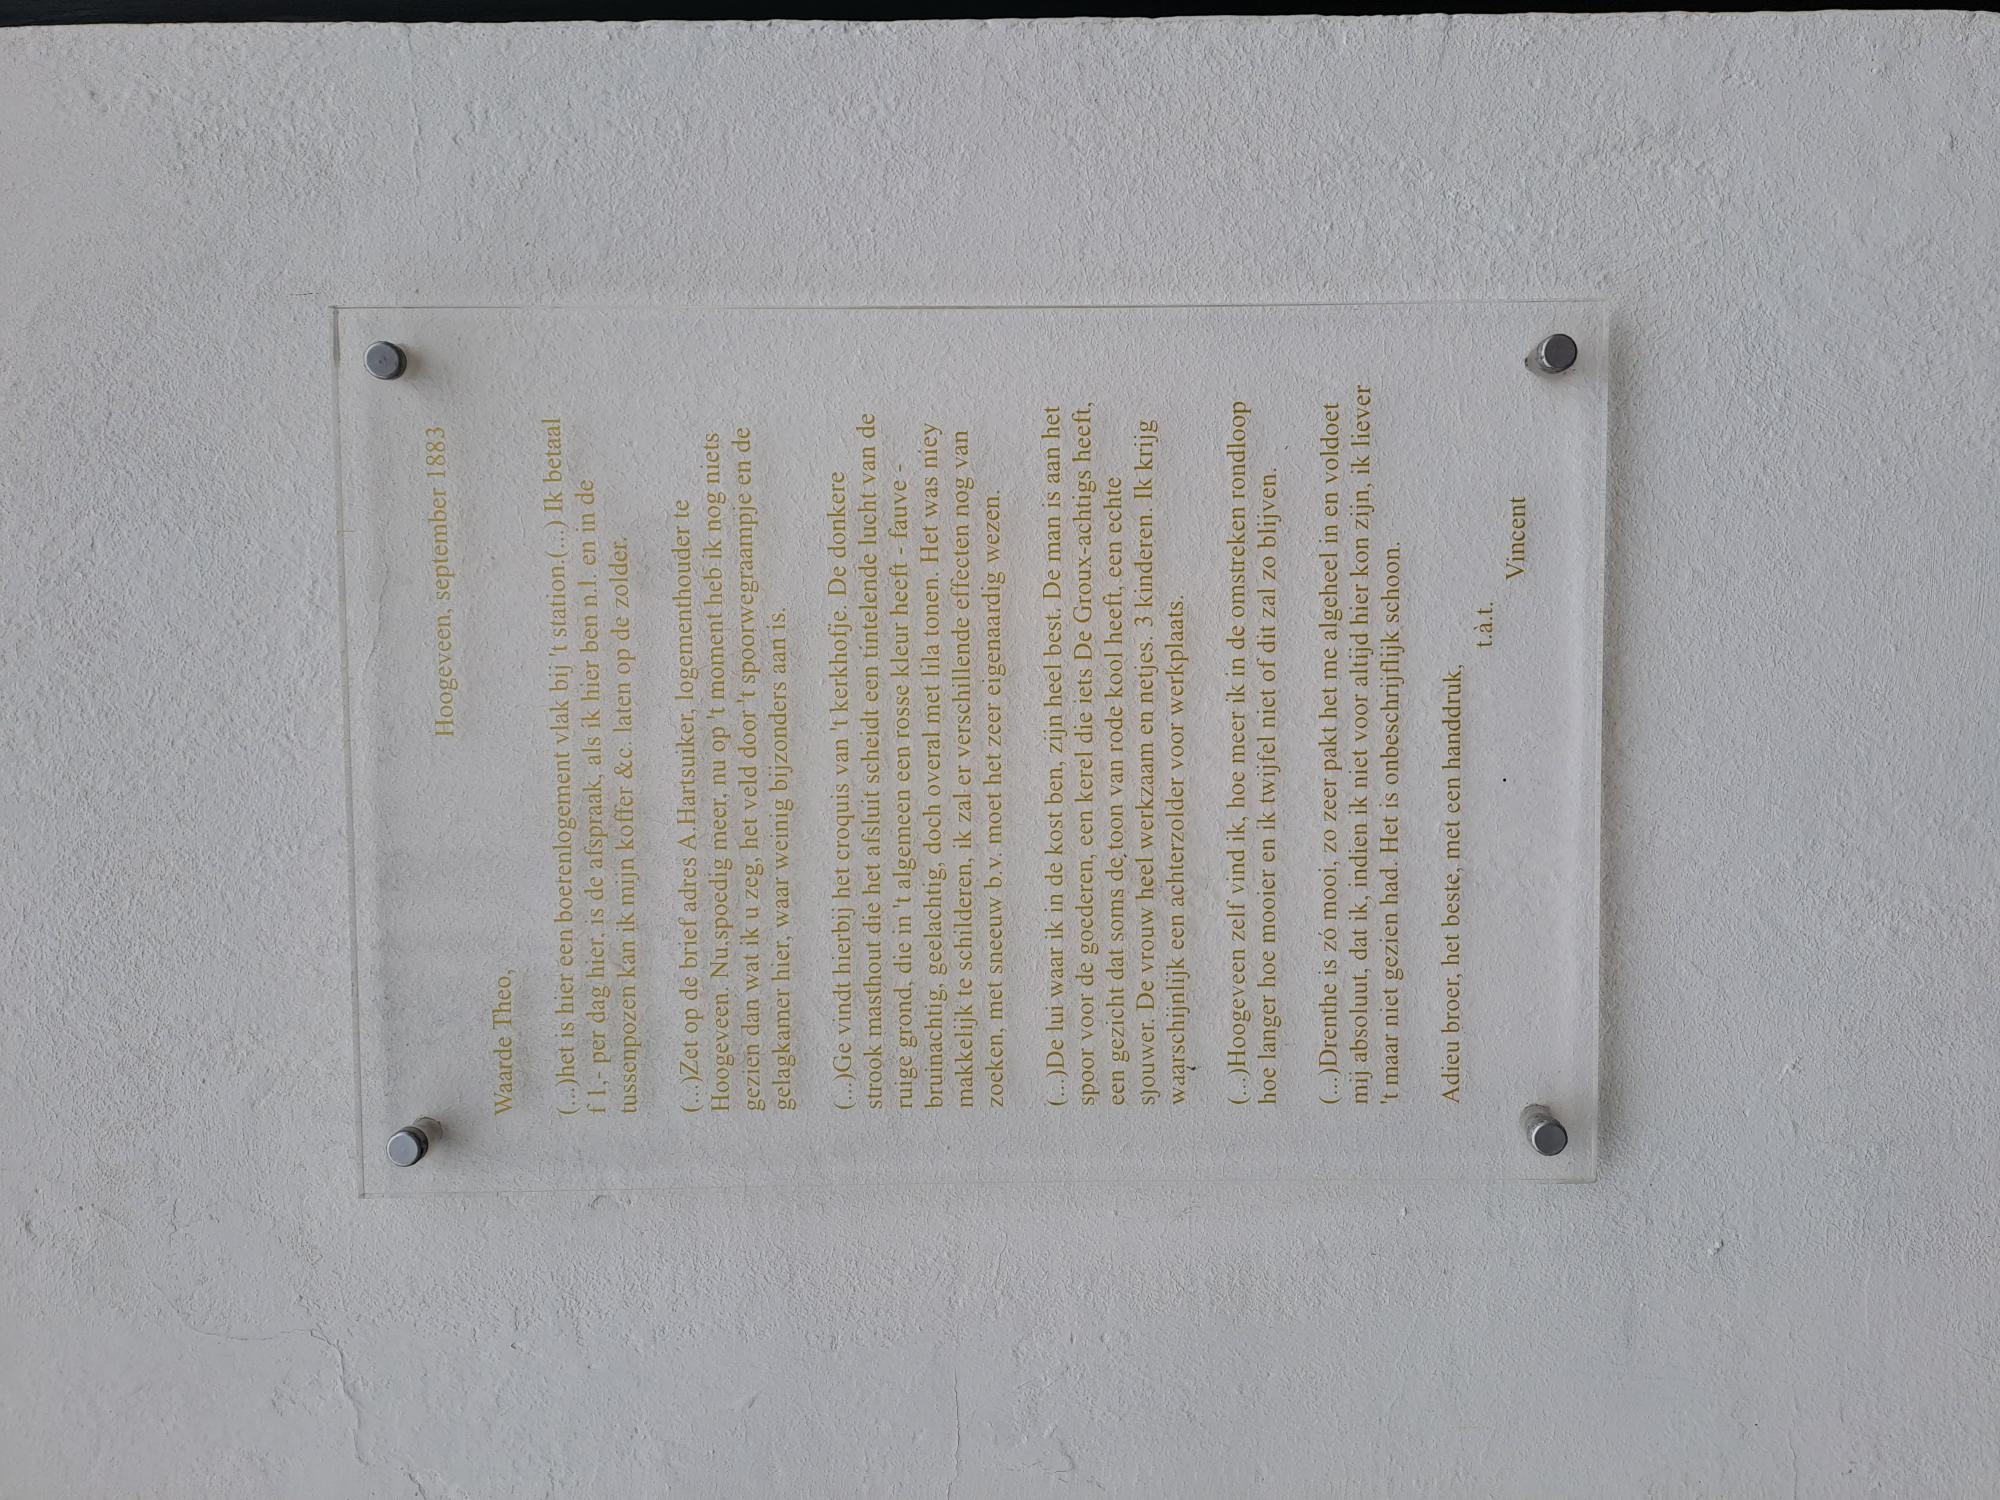 Hoogeveen, september 1883
Waarde Theo,
(...)het is hier een boerenlogement vlak bij 't station.(...) Ik betaal
f 1,- per dag hier, is de afspraak, als ik hier ben n.l. en in de
tussenpozen kan ik mijn koffer &c. laten op de zolder.
(...)Zet op de brief adres A.Hartsuiker, logementhouder te
Hoogeveen. Nu spoedig meer, nu op 't moment heb ik nog niets
gezien dan wat ik u zeg, het veld door 't spoorwegraampje en de
gelagkamer hier, waar weinig bijzonders aan is.
(...)Ge vindt hierbij het croquis van 't kerkhofje. De donkere
strook masthout die het afsluit scheidt een tintelende lucht van de
ruige grond, die in 't algemeen een rosse kleur heeft - fauve -
bruinachtig, geelachtig, doch overal met lila tonen. Het was niey
makkelijk te schilderen, ik zal er verschillende effecten nog van
zoeken, met sneeuw b.v. moet het zeer eigenaardig wezen.
(...)De lui waar ik in de kost ben, zijn heel best. De man is aan het
spoor voor de goederen, een kerel die iets De Groux-achtigs heeft,
een gezicht dat soms de toon van rode kool heeft, een echte
sjouwer. De vrouw heel werkzaam en netjes. 3 kinderen. Ik krijg
waarschijnlijk een achterzolder voor werkplaats.
(...)Hoogeveen zelf vind ik, hoe meer ik in de omstreken rondloop
hoe langer hoe mooier en ik twijfel niet of dit zal zo blijven.
(...)Drenthe is zó mooi, zo zeer pakt het me algeheel in en voldoet
mij absoluut, dat ik, indien ik niet voor altijd hier kon zijn, ik liever
't maar niet gezien had. Het is onbeschrijflijk schoon.
Adieu broer, het beste, met een handdruk,
t.à.t.
Vincent